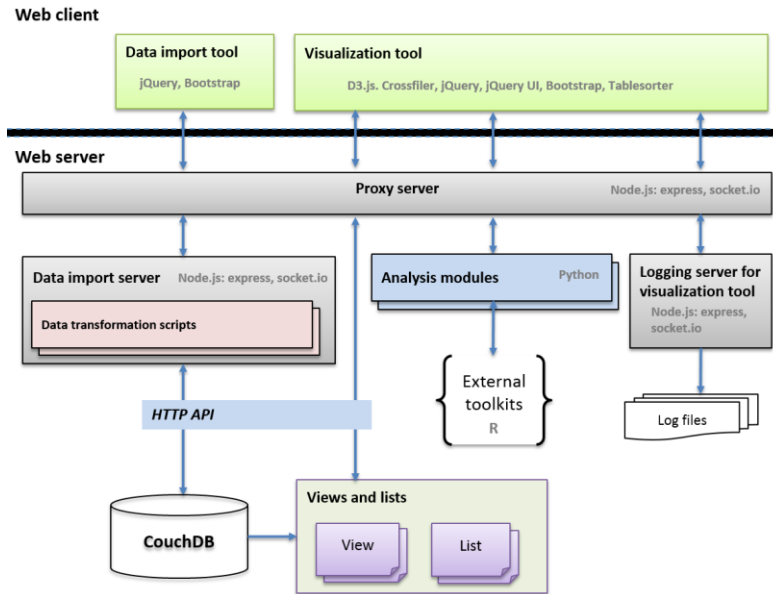 Web client
Data import tool
jQuery, Bootstrap
Visualization tool
D3.js. Crossfiler, jQuery, jQuery UI, Bootstrap, Tablesorter
Web server
Proxy server
Node.js: express, socket.io
Data import server
Node.js: express, socket.io
Data transformation scripts
Analysis modules
Python
Logging server for
visualization tool
Node.js: express,
socket.io
External
toolkits
R
Log files
HTTP API
CouchDB
Views and lists
View
List